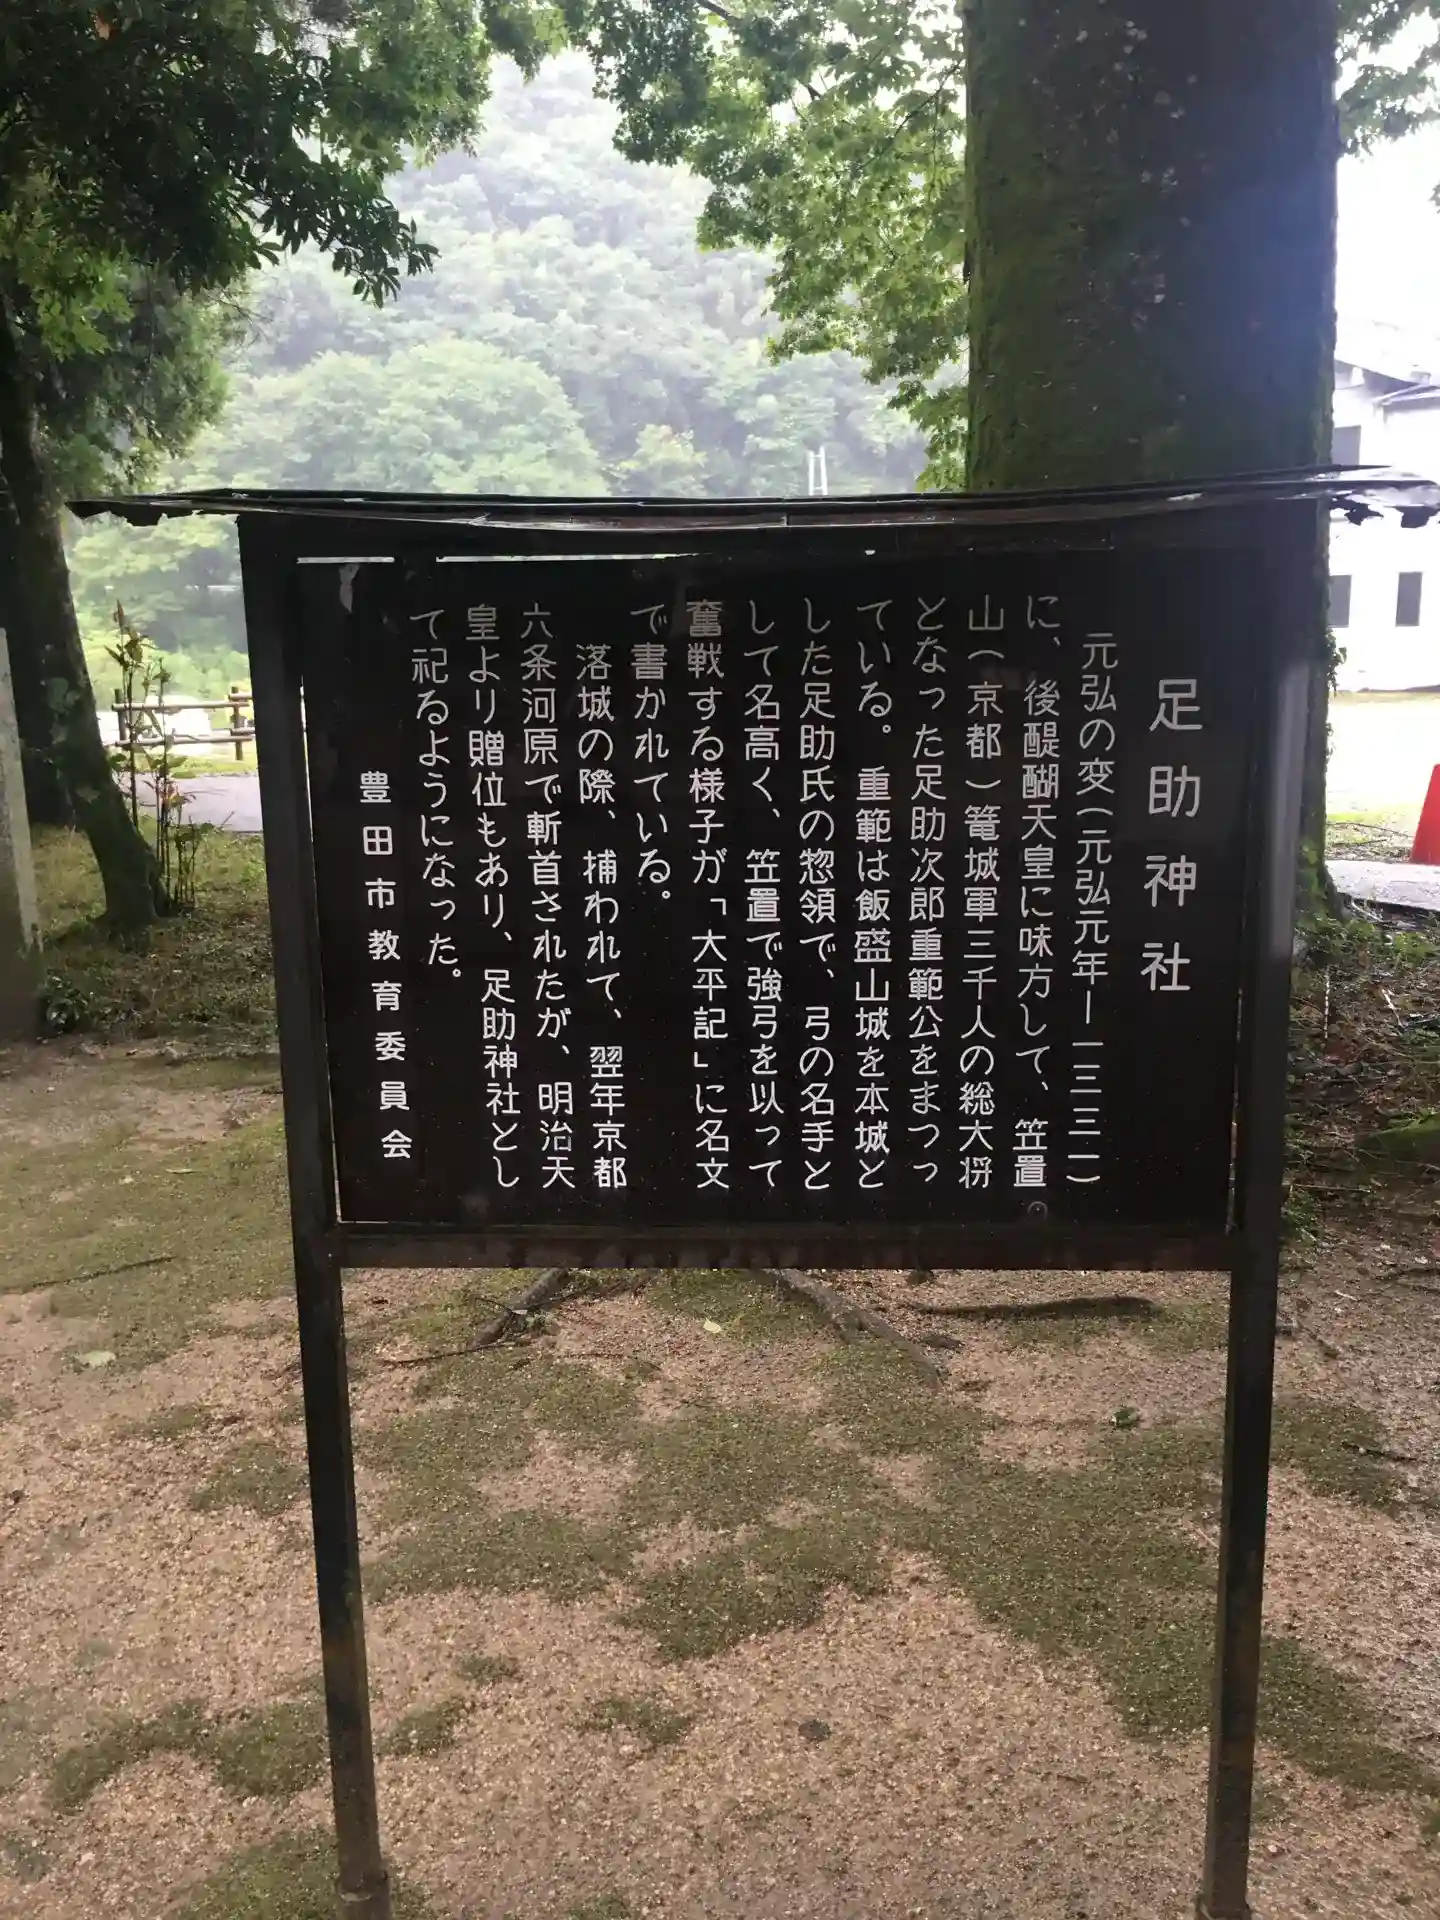 足助神社
元弘の変(元弘元年ー一三三一)
に、後醍醐天皇に味方して、笠置
山(京都)篭城軍三千人の総大将
となった足助次郎重範公をまつっ
ている。重範は飯盛山城を本城と
した足助氏の惣領で、弓の名手と
して名高く、笠置で強弓を以って
奮戦する様子が「大平記」に名文
で書かれている。
落城の際、捕われて、翌年京都
六条河原で斬首されたが、明治天
皇より贈位もあり、足助神社とし
て祀るようになった。
豊田市教育委員会